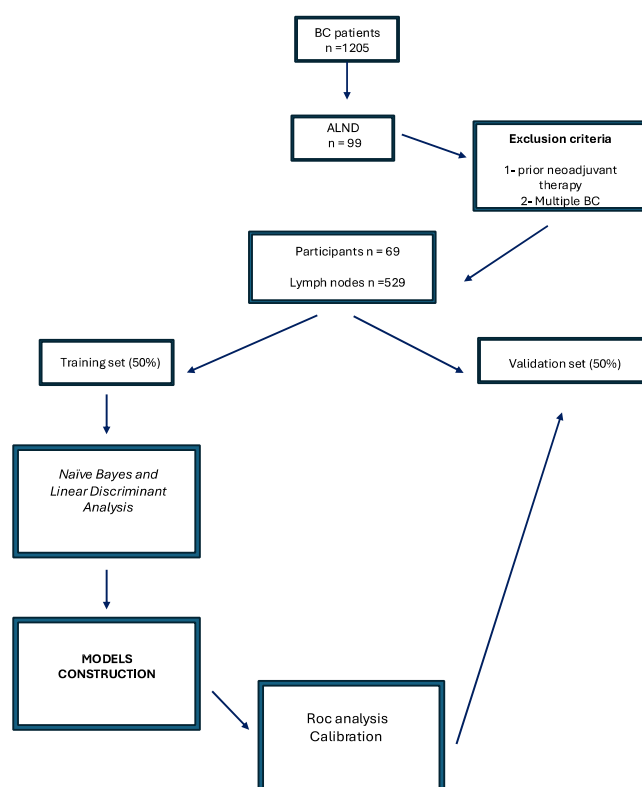 BC patients
n =1205
ALND
n = 99
Exclusion criteria
1- prior neoadjuvant
therapy
2- Multiple BC
Participants n = 69
Lymph nodes n =529
Training set (50%)
Validation set (50%)
Naïve Bayes and
Linear Discriminant
Analysis
MODELS
CONSTRUCTION
Roc analysis
Calibration